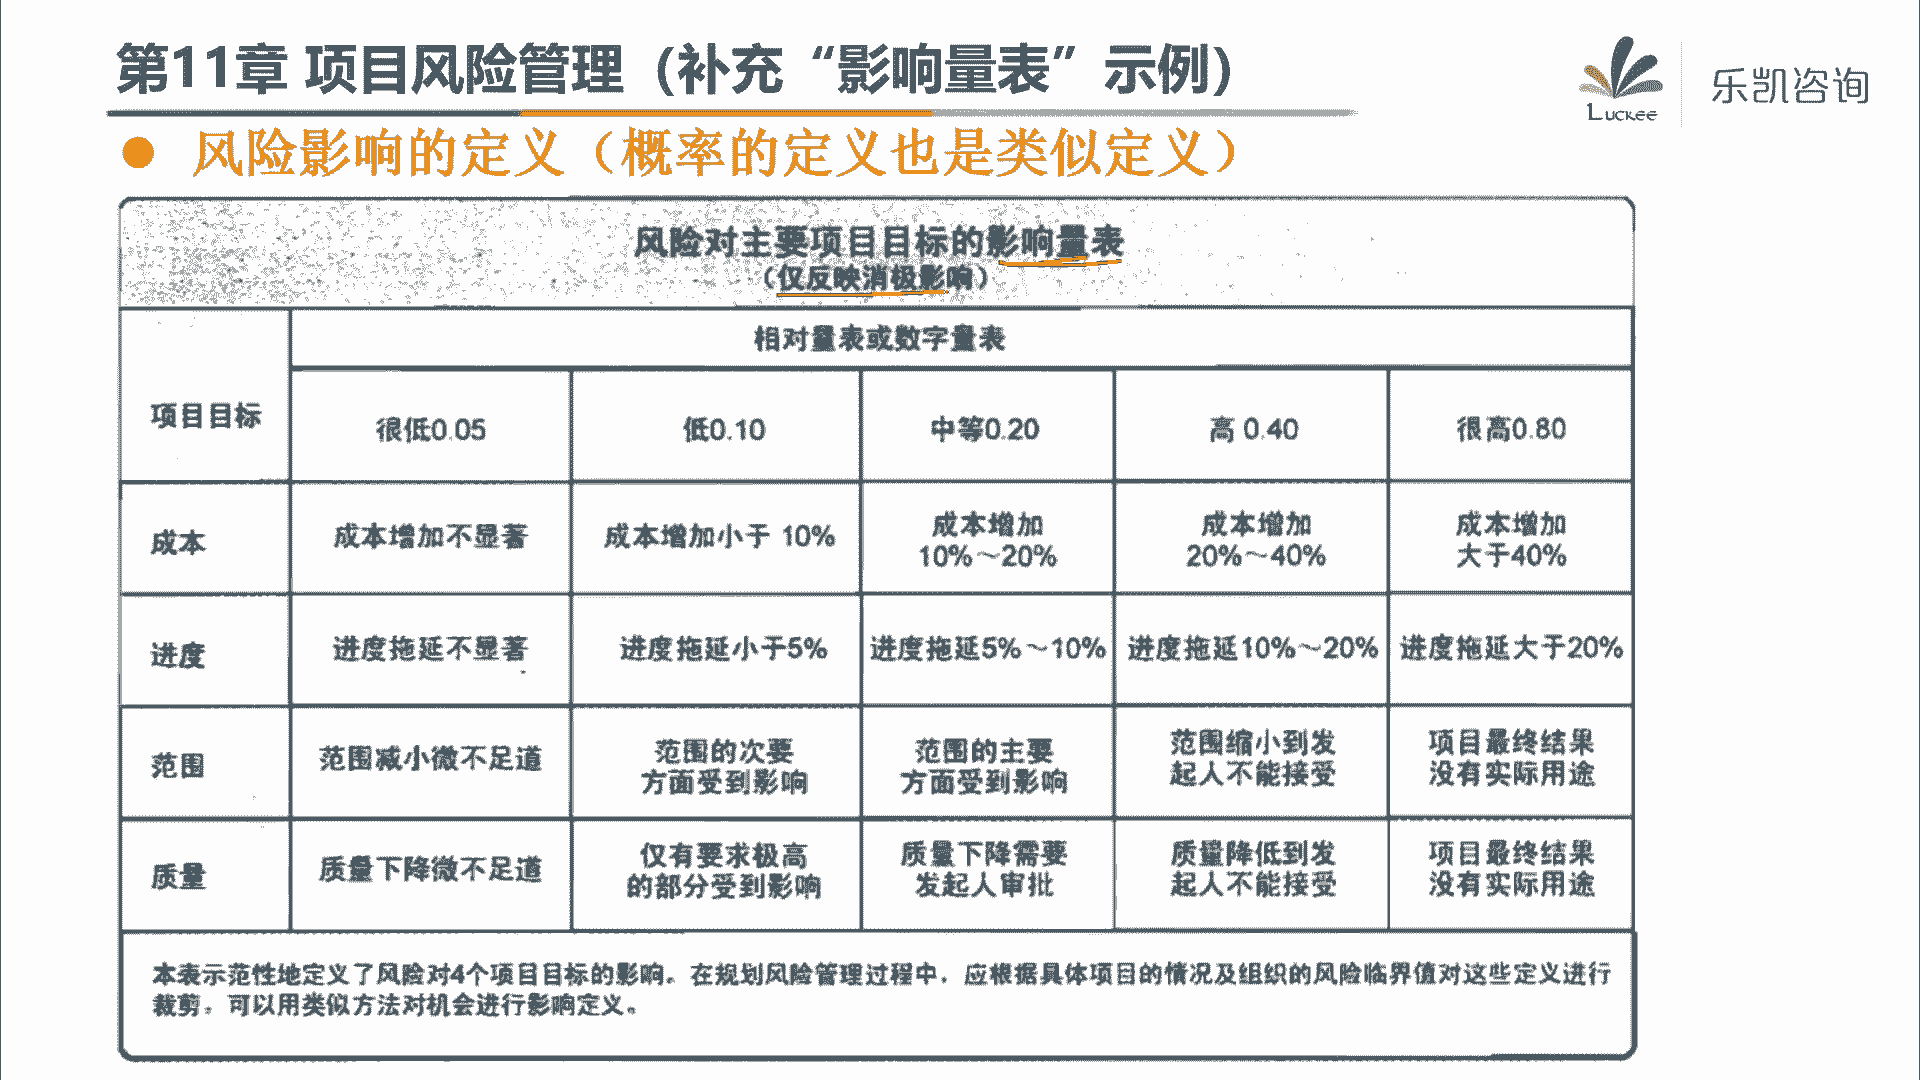 第11章 项目风险管理（补充“影响量表”示例）
Luckee
乐凯咨询
● 风险影响的定义（概率的定义也是类似定义）
风险对主要项目目标的影响量表
（仅反映消极影响）
项目目标
相对量表或数字量表
很低0.05
低0.10
中等0.20
高 0.40
很高0.80
成本
成本增加不显著
成本增加小于 10%
成本增加
10%～20%
成本增加
20%～40%
成本增加
大于40%
进度
进度拖延不显著
进度拖延小于5%
进度拖延5%～10%
进度拖延10%～20%
进度拖延大于20%
范围
范围减小微不足道
范围的次要
方面受到影响
范围的主要
方面受到影响
范围缩小到发
起人不能接受
项目最终结果
没有实际用途
质量
质量下降微不足道
仅有要求极高
的部分受到影响
质量下降需要
发起人审批
质量降低到发
起人不能接受
项目最终结果
没有实际用途
本表示范性地定义了风险对4个项目目标的影响。在规划风险管理过程中，应根据具体项目的情况及组织的风险临界值对这些定义进行
裁剪。可以用类似方法对机会进行影响定义。